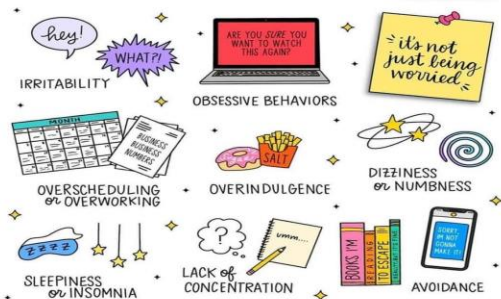 hey!
WHAT?!
IRRITABILITY
ARE YOU SURE YOU
WANT TO WATCH
THIS AGAIN?
OBSESSIVE BEHAVIORS
it's not
just being
worried
MONTH
BUSINESS
BUSINESS
NUMBERS
OVERSCHEDULING
or OVERWORKING
SALT
OVERINDULGENCE
DIZZINESS
or NUMBNESS
ZZZZ
SLEEPINESS
or INSOMNIA
?
umm...
LACK of
CONCENTRATION
BOOKS I'M
READING
TO ESCAPE
SORRY,
IM NOT
GONNA
MAKE IT!
AVOIDANCE